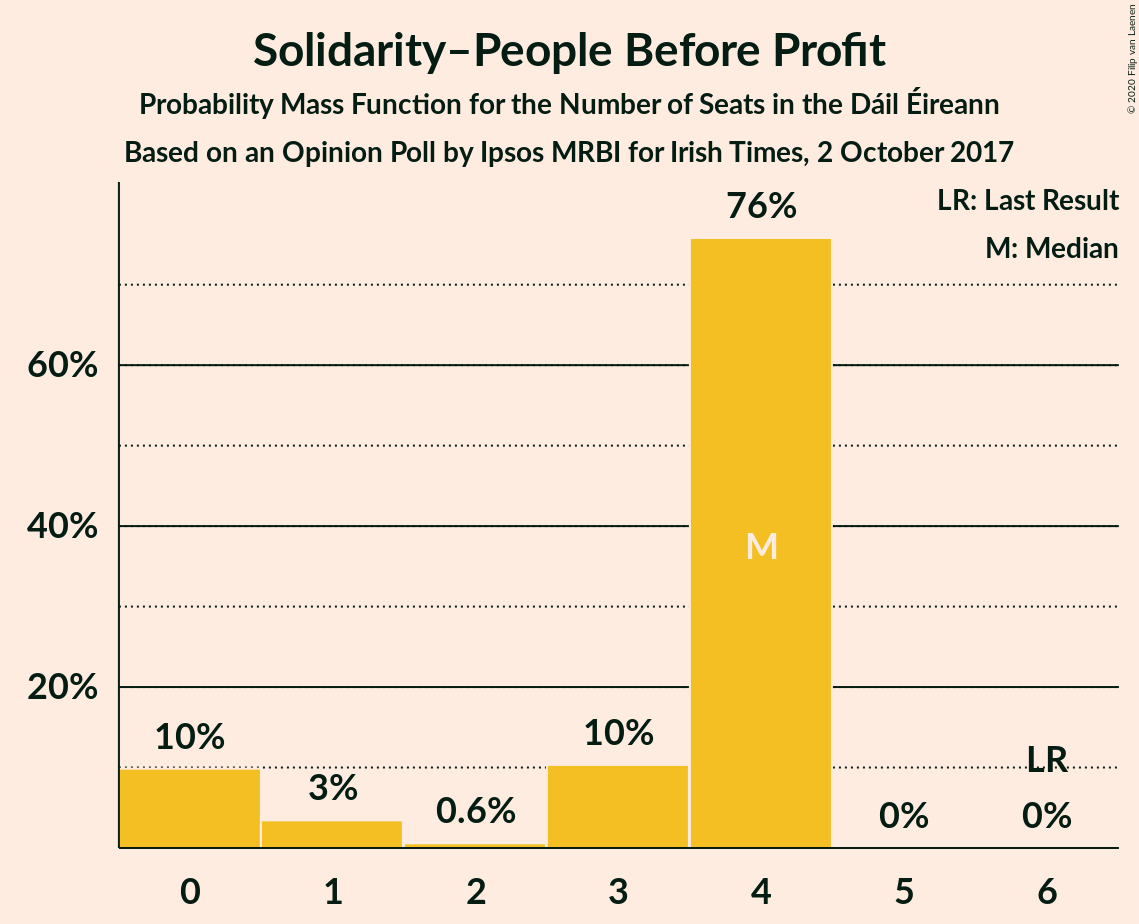 Solidarity–People Before Profit
Probability Mass Function for the Number of Seats in the Dáil Éireann
Based on an Opinion Poll by Ipsos MRBI for Irish Times, 2 October 2017
© 2020 Filip van Laenen
LR: Last Result
M: Median
76%
60%
40%
20%
M
10%
3%
0.6%
10%
LR
0%
0%
0 1 2 3 4 5 6